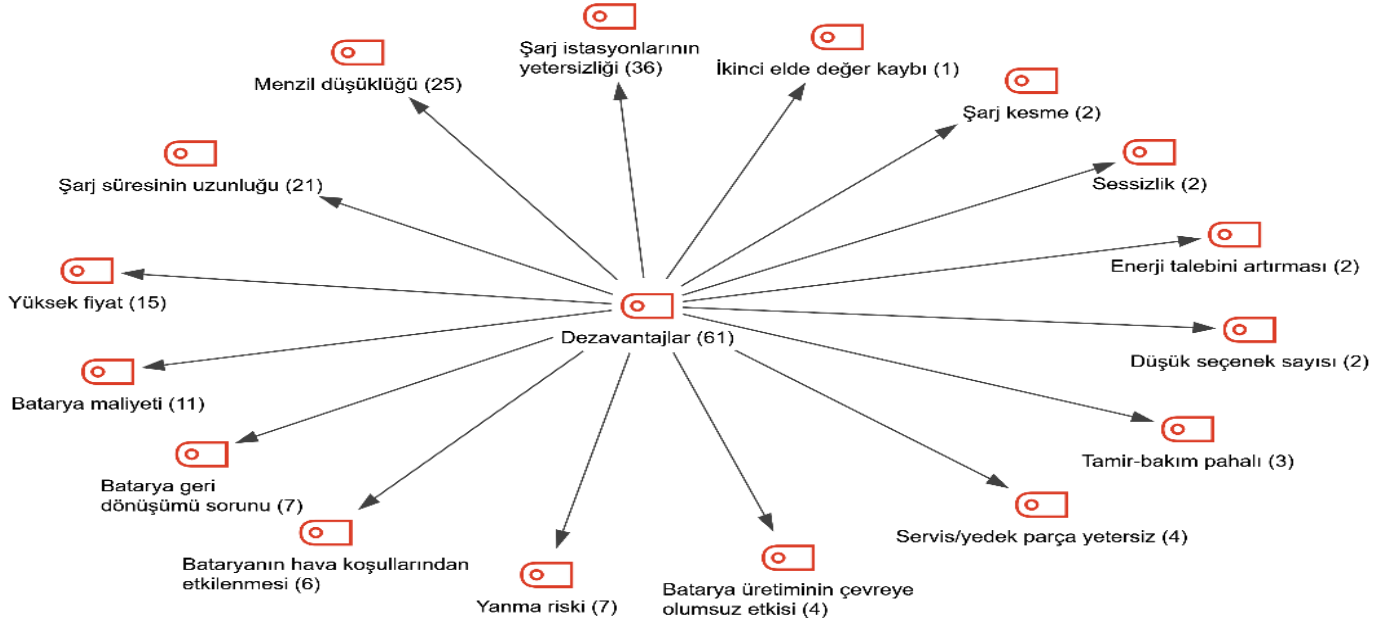 Şarj istasyonlarının
yetersizliği (36)
İkinci elde değer kaybı (1)
Menzil düşüklüğü (25)
Şarj kesme (2)
Şarj süresinin uzunluğu (21)
Sessizlik (2)
Enerji talebini artırması (2)
Yüksek fiyat (15)
Dezavantajlar (61)
Düşük seçenek sayısı (2)
Batarya maliyeti (11)
Tamir-bakım pahalı (3)
Batarya geri
dönüşümü sorunu (7)
Servis/yedek parça yetersiz (4)
Bataryanın hava koşullarından
etkilenmesi (6)
Yanma riski (7)
Batarya üretiminin çevreye
olumsuz etkisi (4)